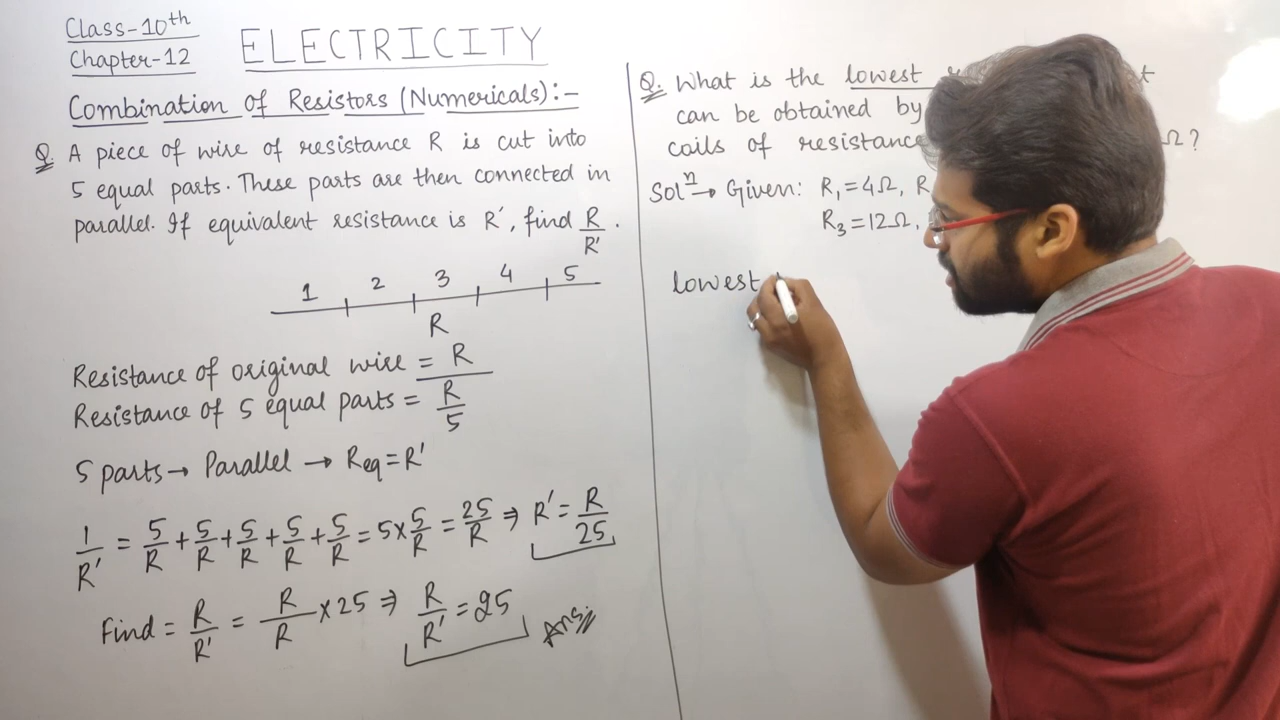 Class-10th
Chapter-12
ELECTRICITY
Combination of Resistors (Numericals):-
Q. A piece of wire of resistance R is cut into
5 equal parts. These parts are then connected in
parallel. If equivalent resistance is R', find R/R'.
1 2 3 4 5
R
Resistance of original wire = R
Resistance of 5 equal parts = R/5
5 parts → Parallel → Req = R'
1/R' = 5/R + 5/R + 5/R + 5/R + 5/R = 5×5/R = 25/R ⇒ R' = R/25
Find = R/R' = R/R × 25 ⇒ R/R' = 25 Ans.
Q. What is the lowest
can be obtained by
coils of resistance Ω?
Solⁿ → Given: R₁=4Ω, R
R₃=12Ω,
lowest